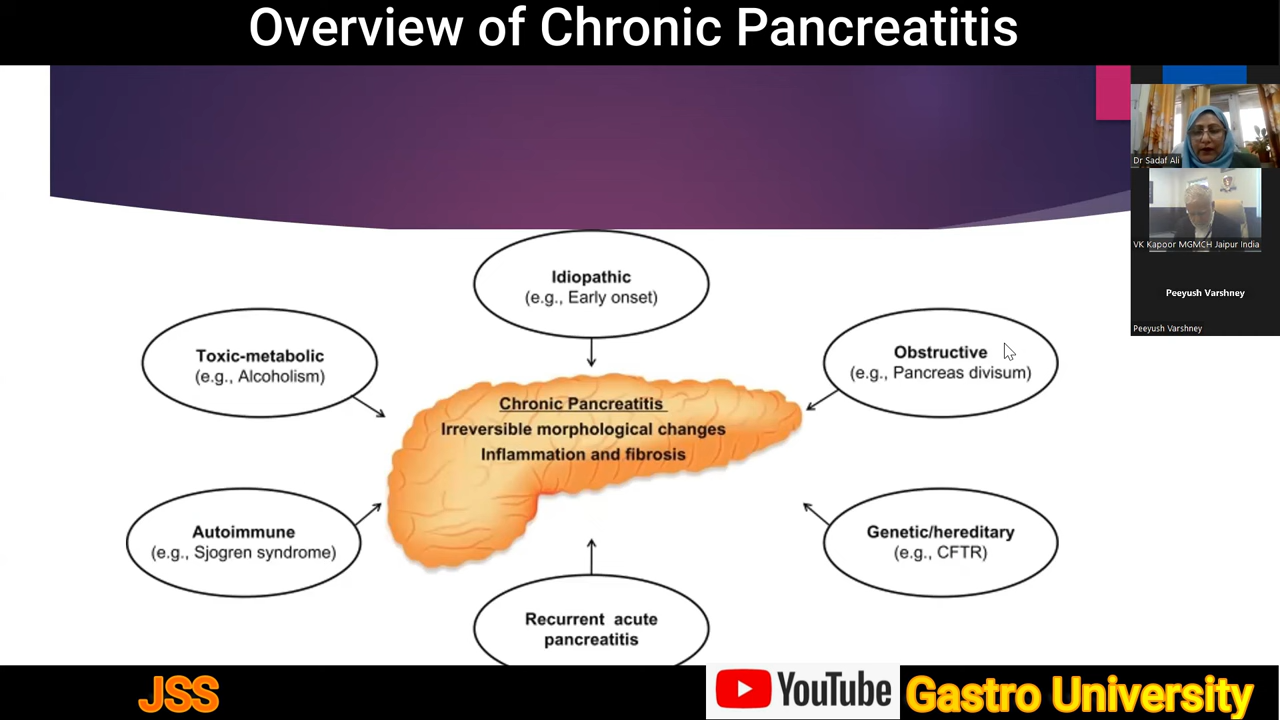 Overview of Chronic Pancreatitis
Dr Sadaf Ali
VK Kapoor MGMCH Jaipur India
Peeyush Varshney
Peeyush Varshney
Idiopathic
(e.g., Early onset)
Toxic-metabolic
(e.g., Alcoholism)
Obstructive
(e.g., Pancreas divisum)
Chronic Pancreatitis
Irreversible morphological changes
Inflammation and fibrosis
Autoimmune
(e.g., Sjogren syndrome)
Genetic/hereditary
(e.g., CFTR)
Recurrent acute
pancreatitis
JSS
YouTube
Gastro University